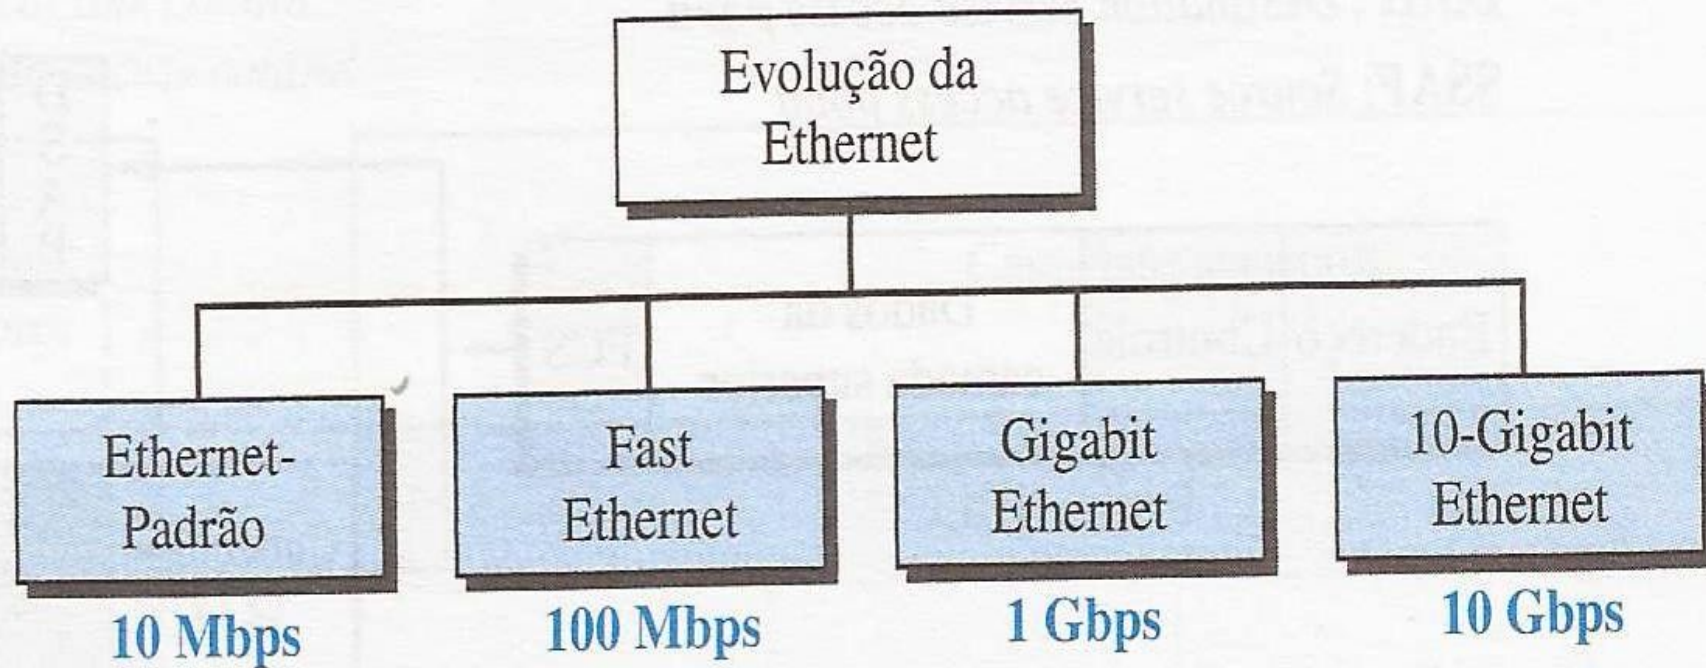 Evolução da
Ethernet
Ethernet-
Padrão
10 Mbps
Fast
Ethernet
100 Mbps
Gigabit
Ethernet
1 Gbps
10-Gigabit
Ethernet
10 Gbps